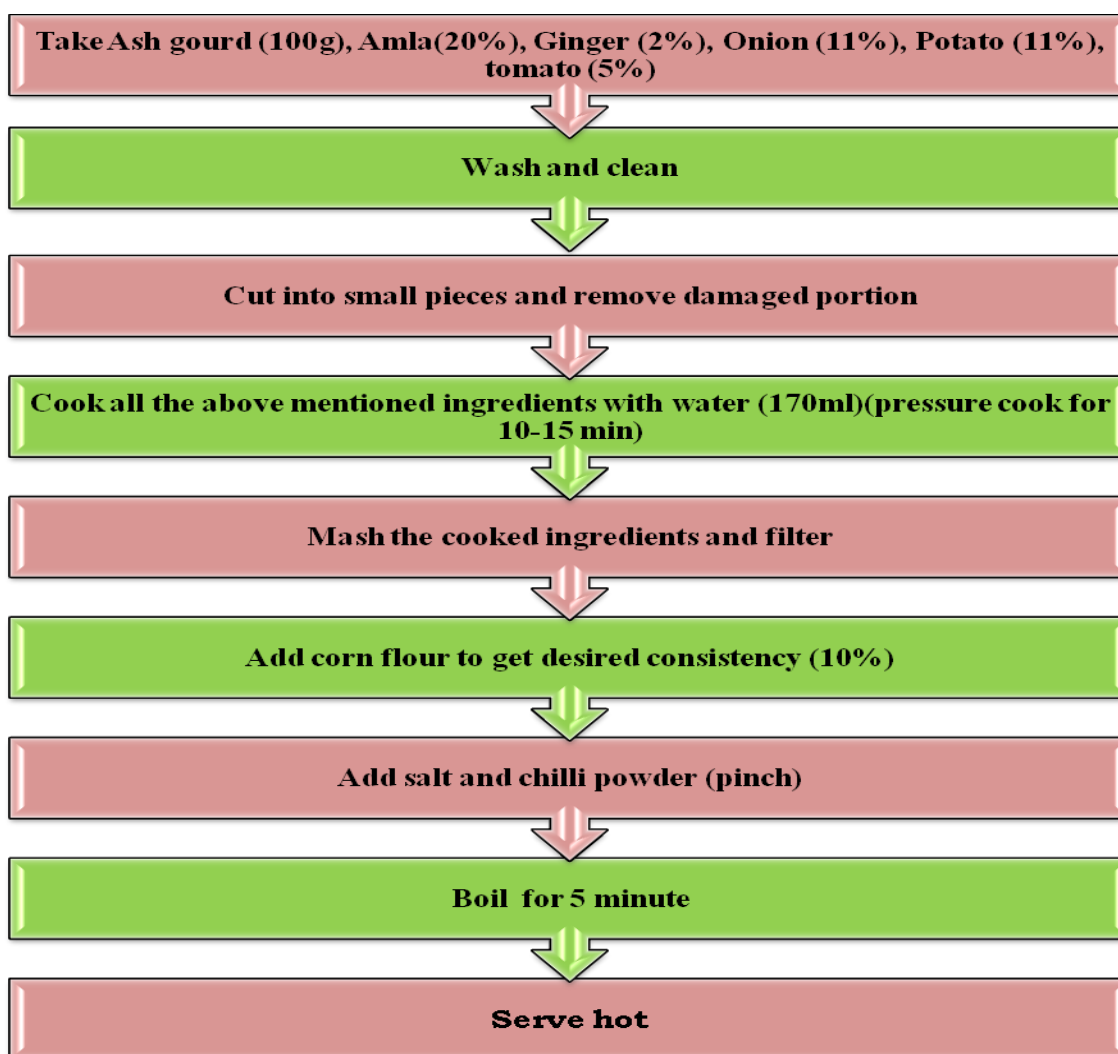 Take Ash gourd (100g), Amla(20%), Ginger (2%), Onion (11%), Potato (11%),
tomato (5%)
Wash and clean
Cut into small pieces and remove damaged portion
Cook all the above mentioned ingredients with water (170ml)(pressure cook for
10-15 min)
Mash the cooked ingredients and filter
Add corn flour to get desired consistency (10%)
Add salt and chilli powder (pinch)
Boil for 5 minute
Serve hot